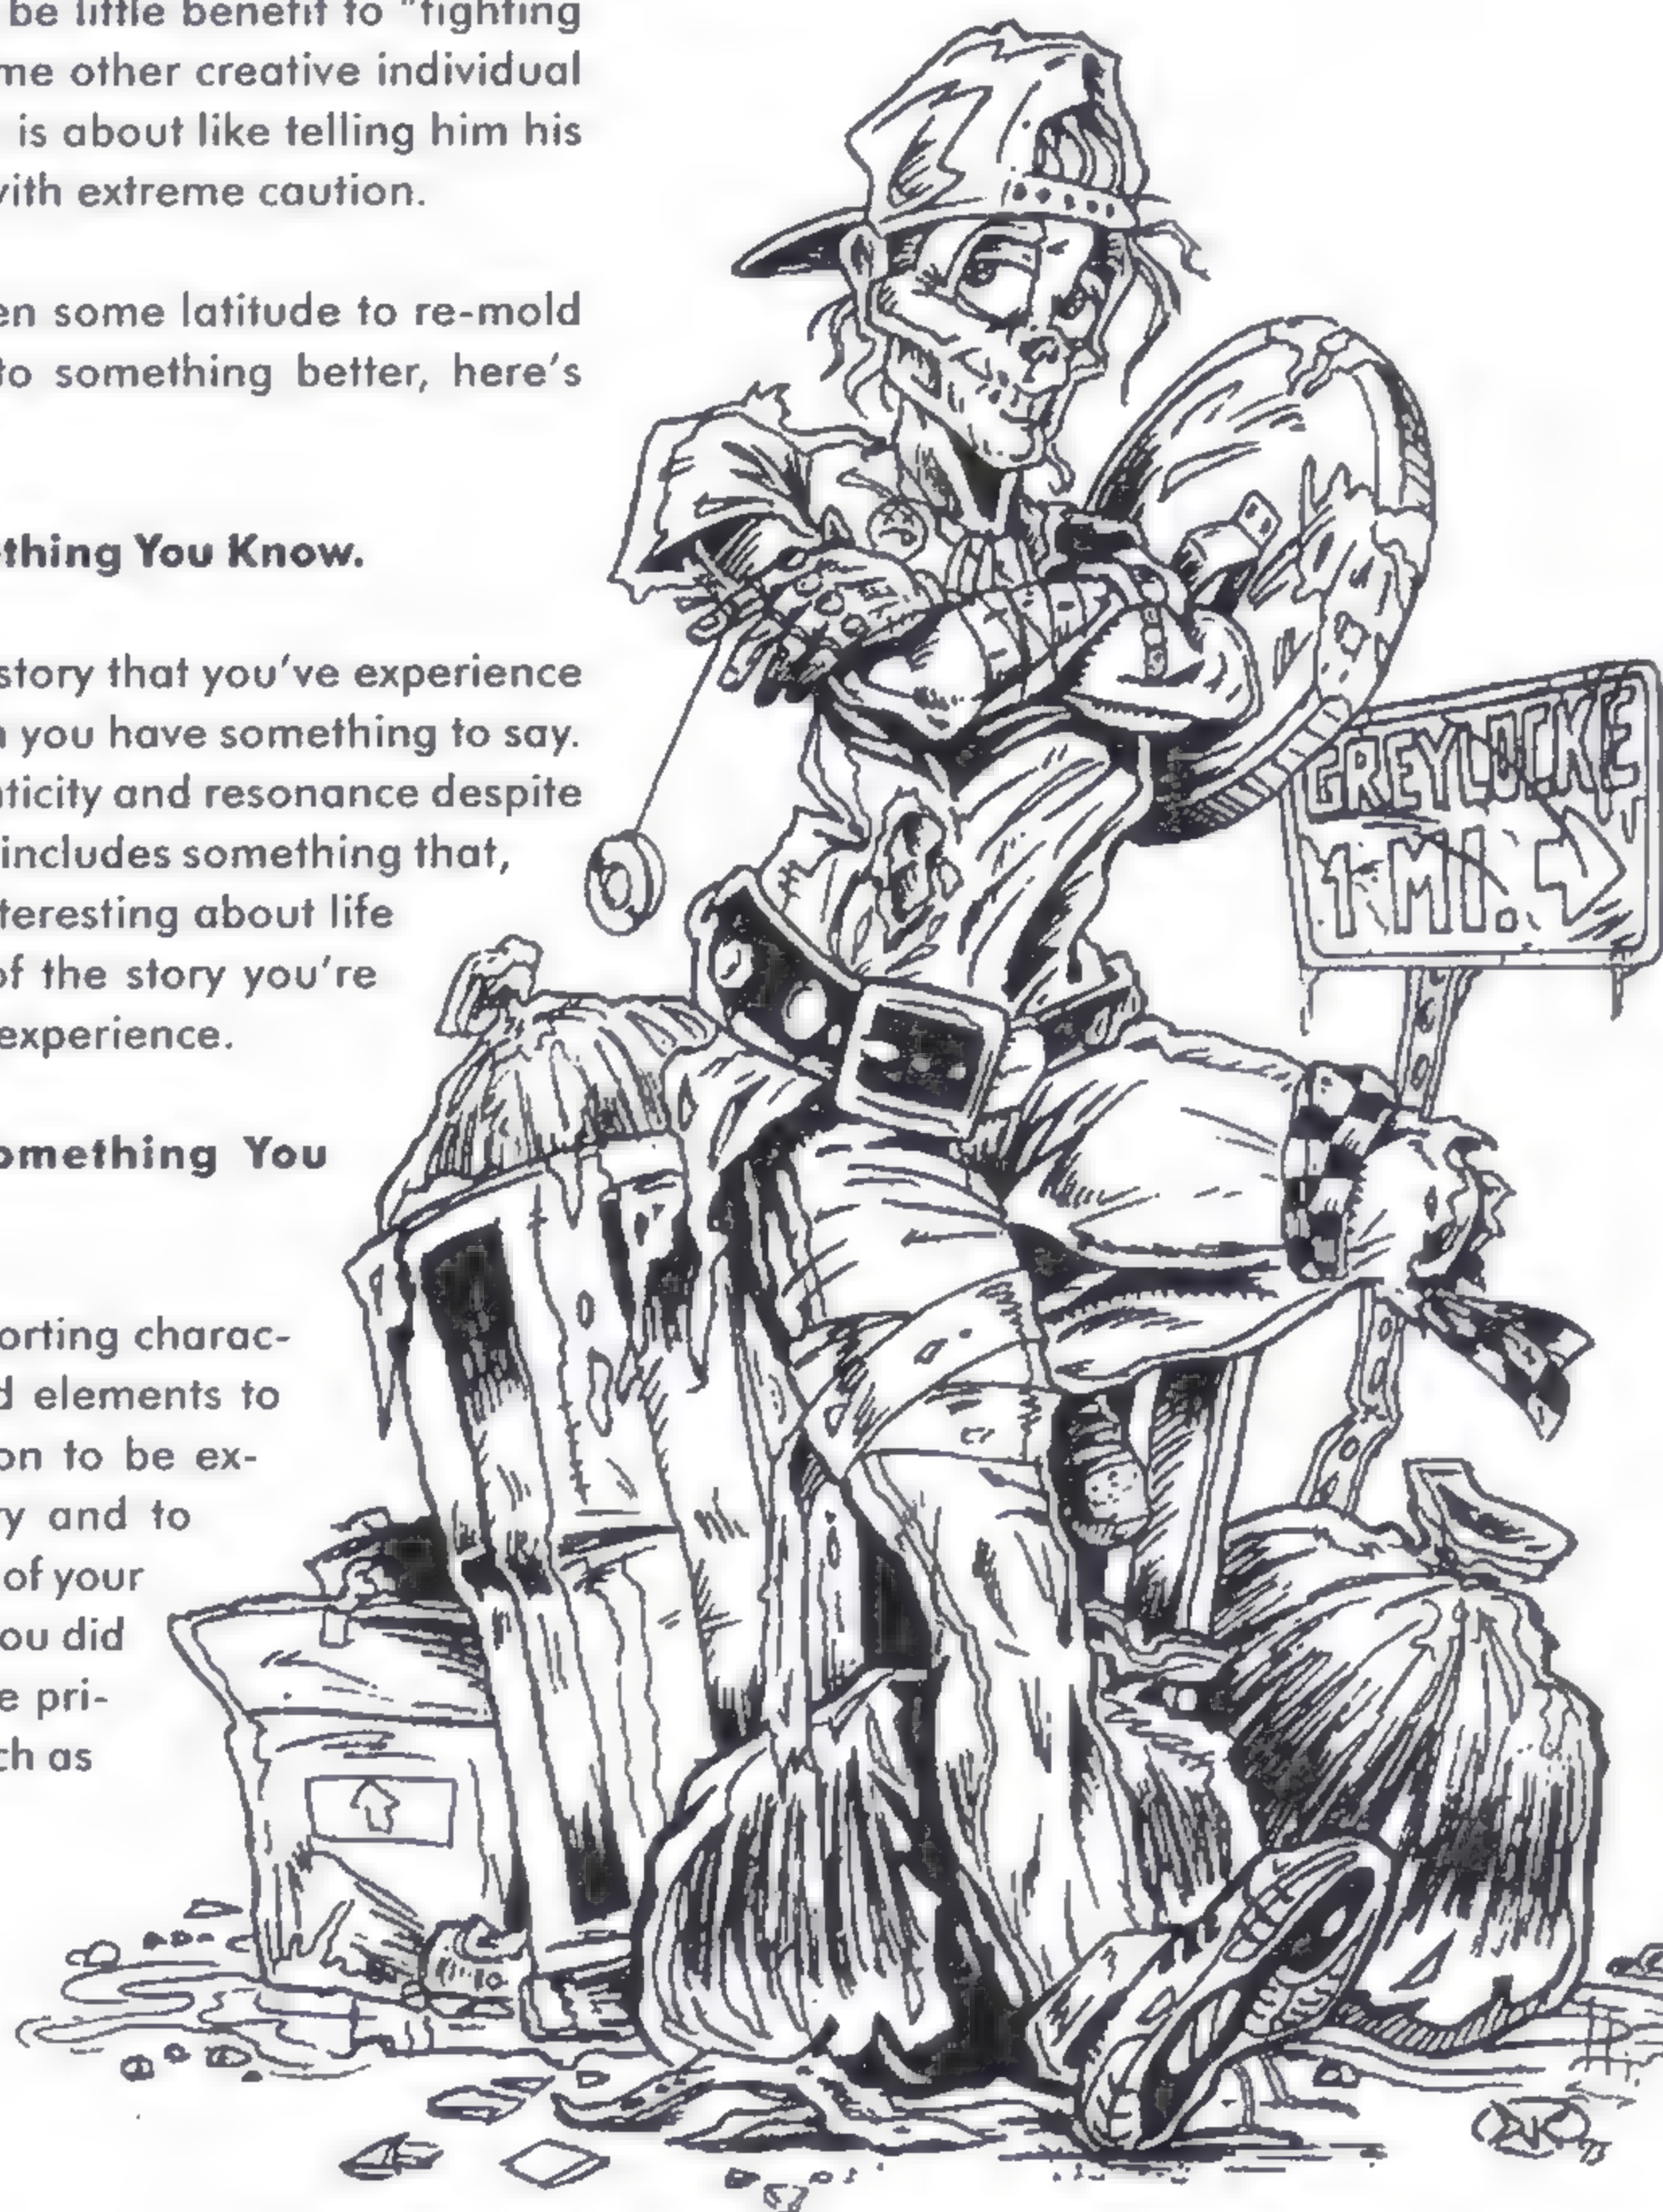 be little benefit to "fighting
me other creative individual
is about like telling him his
with extreme caution.
en some latitude to re-mold
to something better, here's
thing You Know.
story that you've experience
you have something to say.
ticity and resonance despite
includes something that,
teresting about life
of the story you're
experience.
omething You
orting charac-
d elements to
on to be ex-
ry and to
of your
ou did
e pri-
ch as
GREYLOCKE
1 MI.